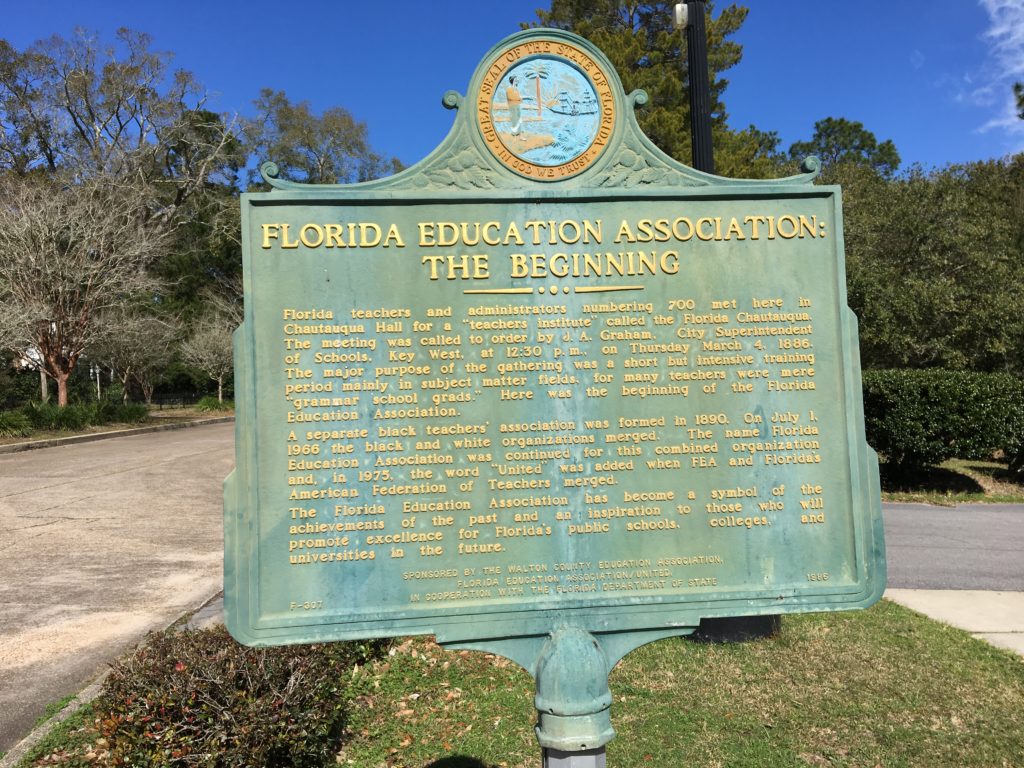 GREAT SEAL OF THE STATE OF FLORIDA
IN GOD WE TRUST
FLORIDA EDUCATION ASSOCIATION:
THE BEGINNING
Florida teachers and administrators numbering 700 met here in
Chautauqua Hall for a "teachers institute" called the Florida Chautauqua.
The meeting was called to order by J. A. Graham, City Superintendent
of Schools, Key West, at 12:30 p.m., on Thursday March 4, 1886.
The major purpose of the gathering was a short but intensive training
period mainly in subject matter fields, for many teachers were mere
"grammar school grads." Here was the beginning of the Florida
Education Association.
A separate black teachers' association was formed in 1890. On July 1,
1966 the black and white organizations merged. The name Florida
Education Association was continued for this combined organization
and, in 1975, the word "United" was added when FEA and Florida's
American Federation of Teachers merged.
The Florida Education Association has become a symbol of the
achievements of the past and an inspiration to those who will
promote excellence for Florida's public schools, colleges, and
universities in the future.
SPONSORED BY THE WALTON COUNTY EDUCATION ASSOCIATION,
FLORIDA EDUCATION ASSOCIATION/UNITED,
IN COOPERATION WITH THE FLORIDA DEPARTMENT OF STATE
F-307 1986